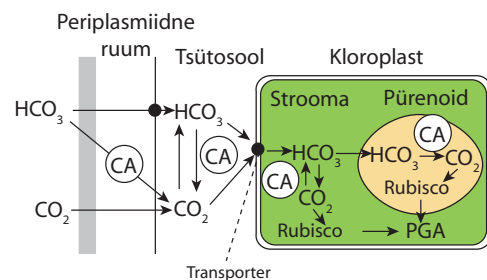 Periplasmiidne
ruum
Tsütosool
Kloroplast
Strooma
Pürenoid
HCO3
HCO3
CA
CA
CA
CA
HCO3
HCO3
CO2
CO2
CO2
CO2
Rubisco
Rubisco
PGA
Transporter